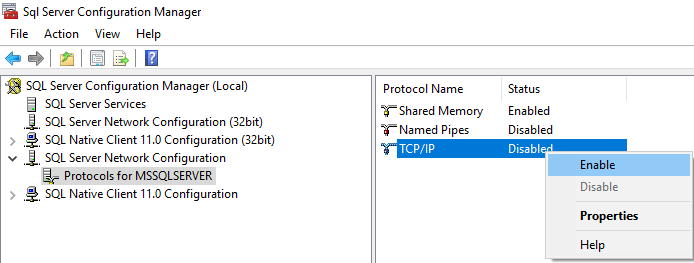 Sql Server Configuration Manager
File Action View Help
SQL Server Configuration Manager (Local)
SQL Server Services
SQL Server Network Configuration (32bit)
SQL Native Client 11.0 Configuration (32bit)
SQL Server Network Configuration
Protocols for MSSQLSERVER
SQL Native Client 11.0 Configuration
Protocol Name Status
Shared Memory Enabled
Named Pipes Disabled
TCP/IP Disabled
Enable
Disable
Properties
Help